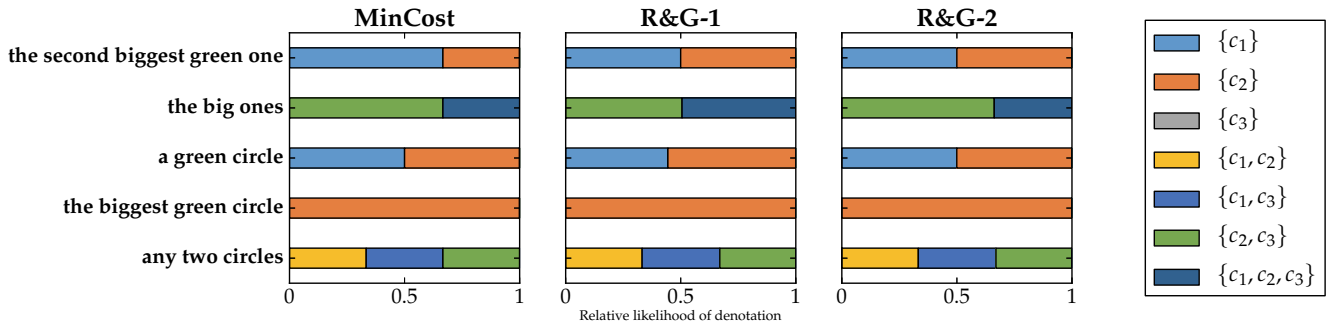 MinCost R&G-1 R&G-2
the second biggest green one
the big ones
a green circle
the biggest green circle
any two circles
0 0.5 1 0 0.5 1 0 0.5 1
Relative likelihood of denotation
{c₁}
{c₂}
{c₃}
{c₁, c₂}
{c₁, c₃}
{c₂, c₃}
{c₁, c₂, c₃}